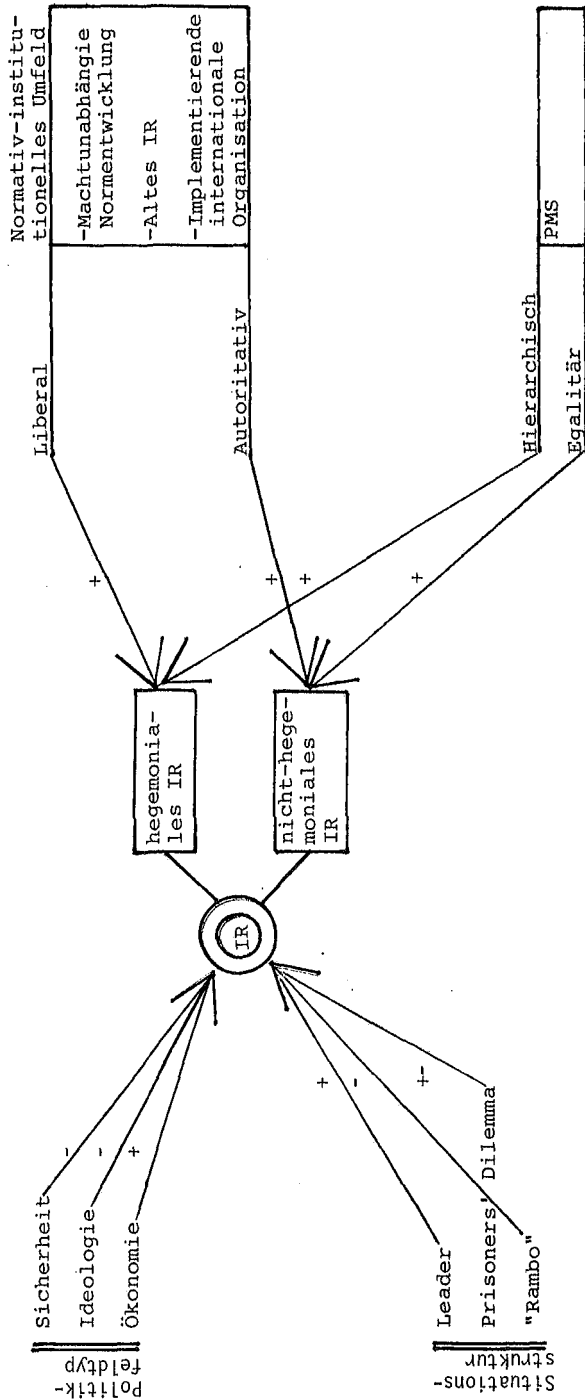 Politik-
feldtyp
Sicherheit
Ideologie
Ökonomie
-
-
+
Situations-
struktur
Leader
Prisoners' Dilemma
"Rambo"
+
-
+-
IR
hegemonia-
les IR
nicht-hege-
moniales
IR
+
+
+
+
Liberal
Autoritativ
Normativ-institu-
tionelles Umfeld
-Machtunabhängie
Normentwicklung
-Altes IR
-Implementierende
internationale
Organisation
Hierarchisch
Egalitär
PMS